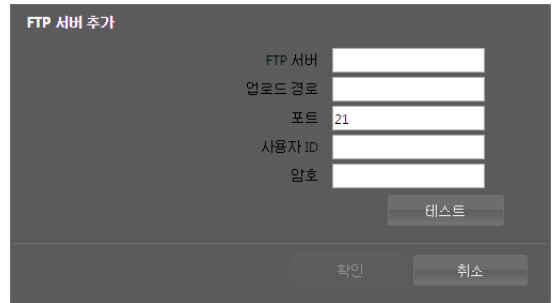 FTP 서버 추가
FTP 서버
업로드 경로
포트 21
사용자 ID
암호
테스트
확인 취소